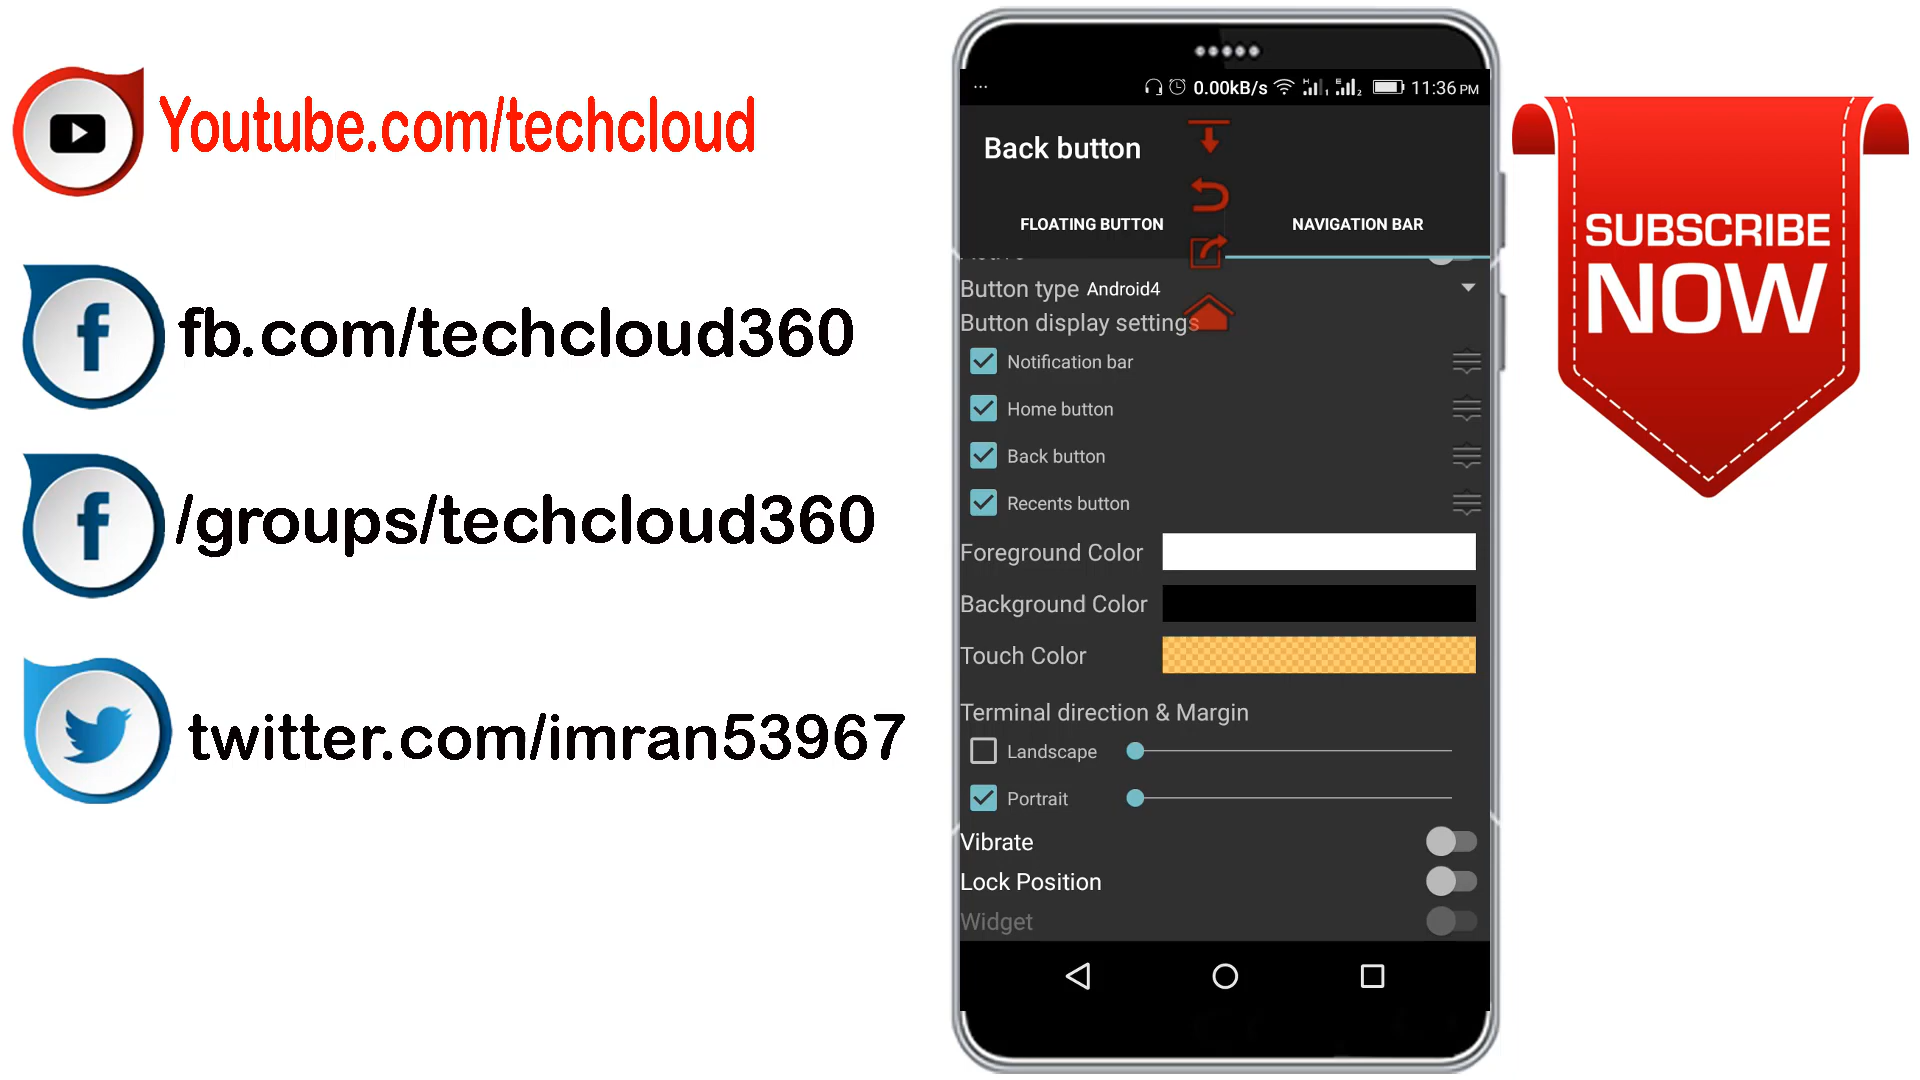 Youtube.com/techcloud
fb.com/techcloud360
/groups/techcloud360
twitter.com/imran53967
... 0.00kB/s H 1 E 2 11:36 PM
Back button
FLOATING BUTTON NAVIGATION BAR
Button type Android4
Button display settings
Notification bar
Home button
Back button
Recents button
Foreground Color
Background Color
Touch Color
Terminal direction & Margin
Landscape
Portrait
Vibrate
Lock Position
Widget
SUBSCRIBE
NOW